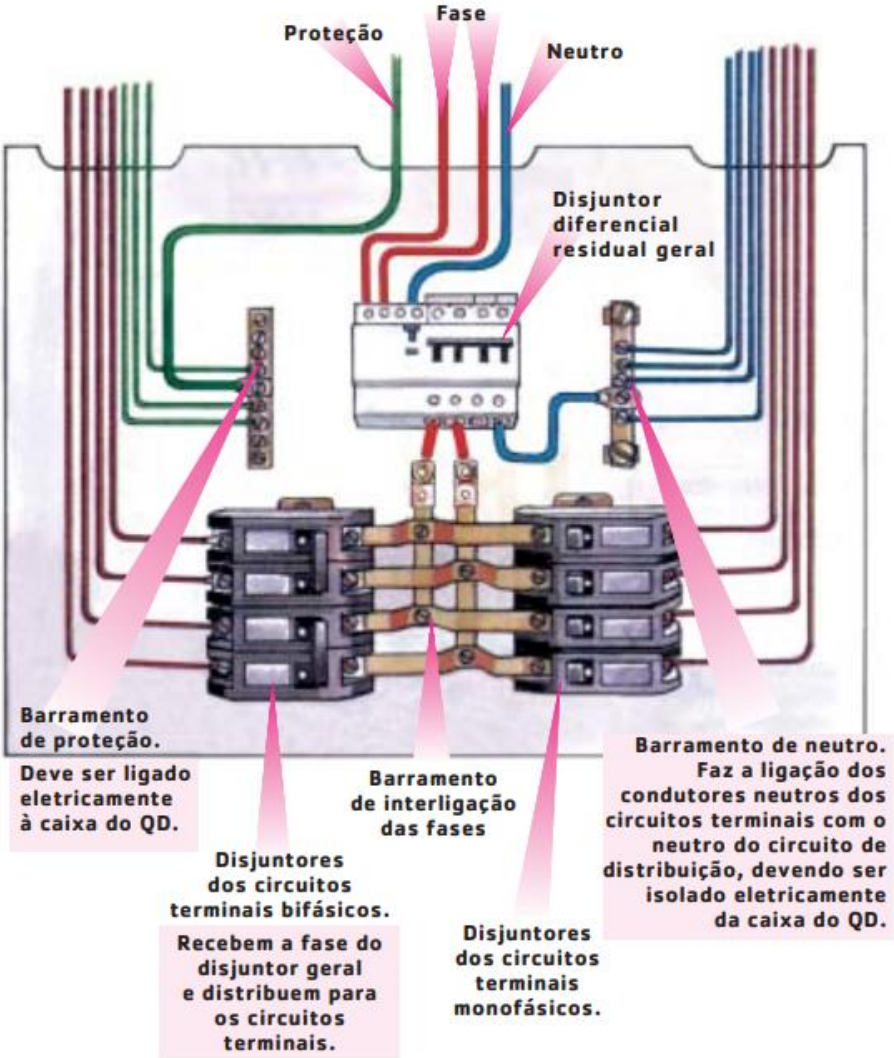 Proteção
Fase
Neutro
Disjuntor
diferencial
residual geral
Barramento
de proteção.
Deve ser ligado
eletricamente
à caixa do QD.
Disjuntores
dos circuitos
terminais bifásicos.
Recebem a fase do
disjuntor geral
e distribuem para
os circuitos
terminais.
Barramento
de interligação
das fases
Disjuntores
dos circuitos
terminais
monofásicos.
Barramento de neutro.
Faz a ligação dos
condutores neutros dos
circuitos terminais com o
neutro do circuito de
distribuição, devendo ser
isolado eletricamente
da caixa do QD.